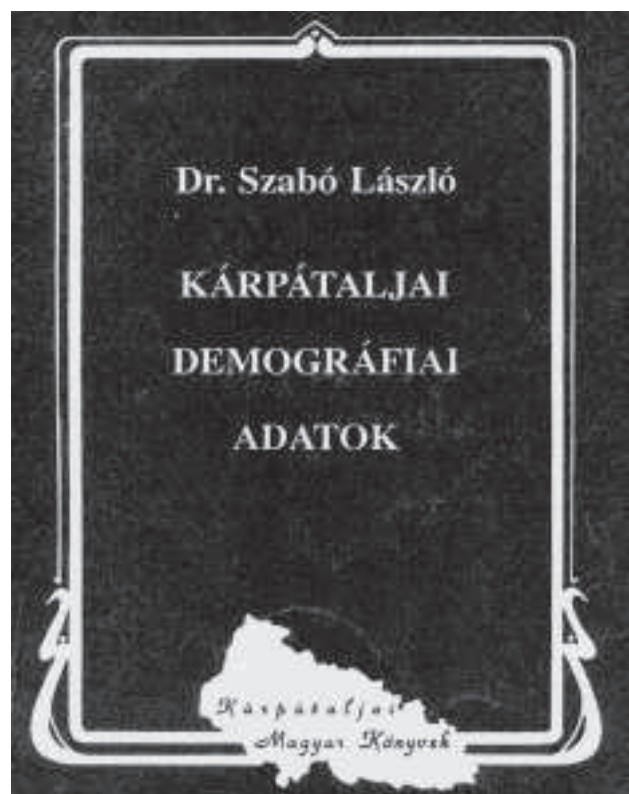 Dr. Szabó László
KÁRPÁTALJAI
DEMOGRÁFIAI
ADATOK
Kárpátaljai
Magyar Könyvek